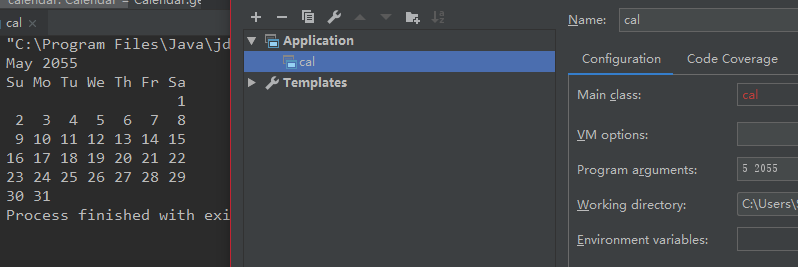 calendar. Calendar = Calendar.ge
cal
"C:\Program Files\Java\jd
May 2055
Su Mo Tu We Th Fr Sa
1
2 3 4 5 6 7 8
9 10 11 12 13 14 15
16 17 18 19 20 21 22
23 24 25 26 27 28 29
30 31
Process finished with exi
Application
cal
Templates
Name: cal
Configuration Code Coverage
Main class: cal
VM options:
Program arguments: 5 2055
Working directory: C:\Users\S
Environment variables: